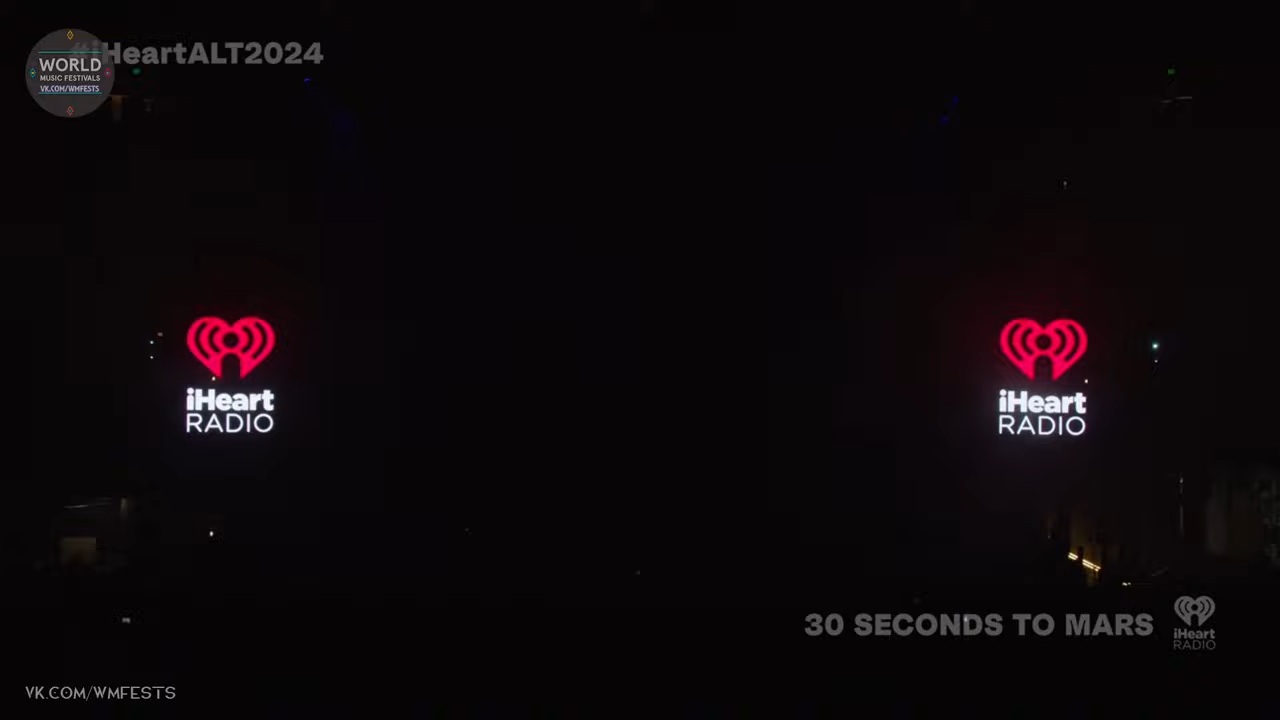 #iHeartALT2024
WORLD
MUSIC FESTIVALS
VK.COM/WMFESTS
iHeart
RADIO
iHeart
RADIO
30 SECONDS TO MARS
iHeart
RADIO
VK.COM/WMFESTS